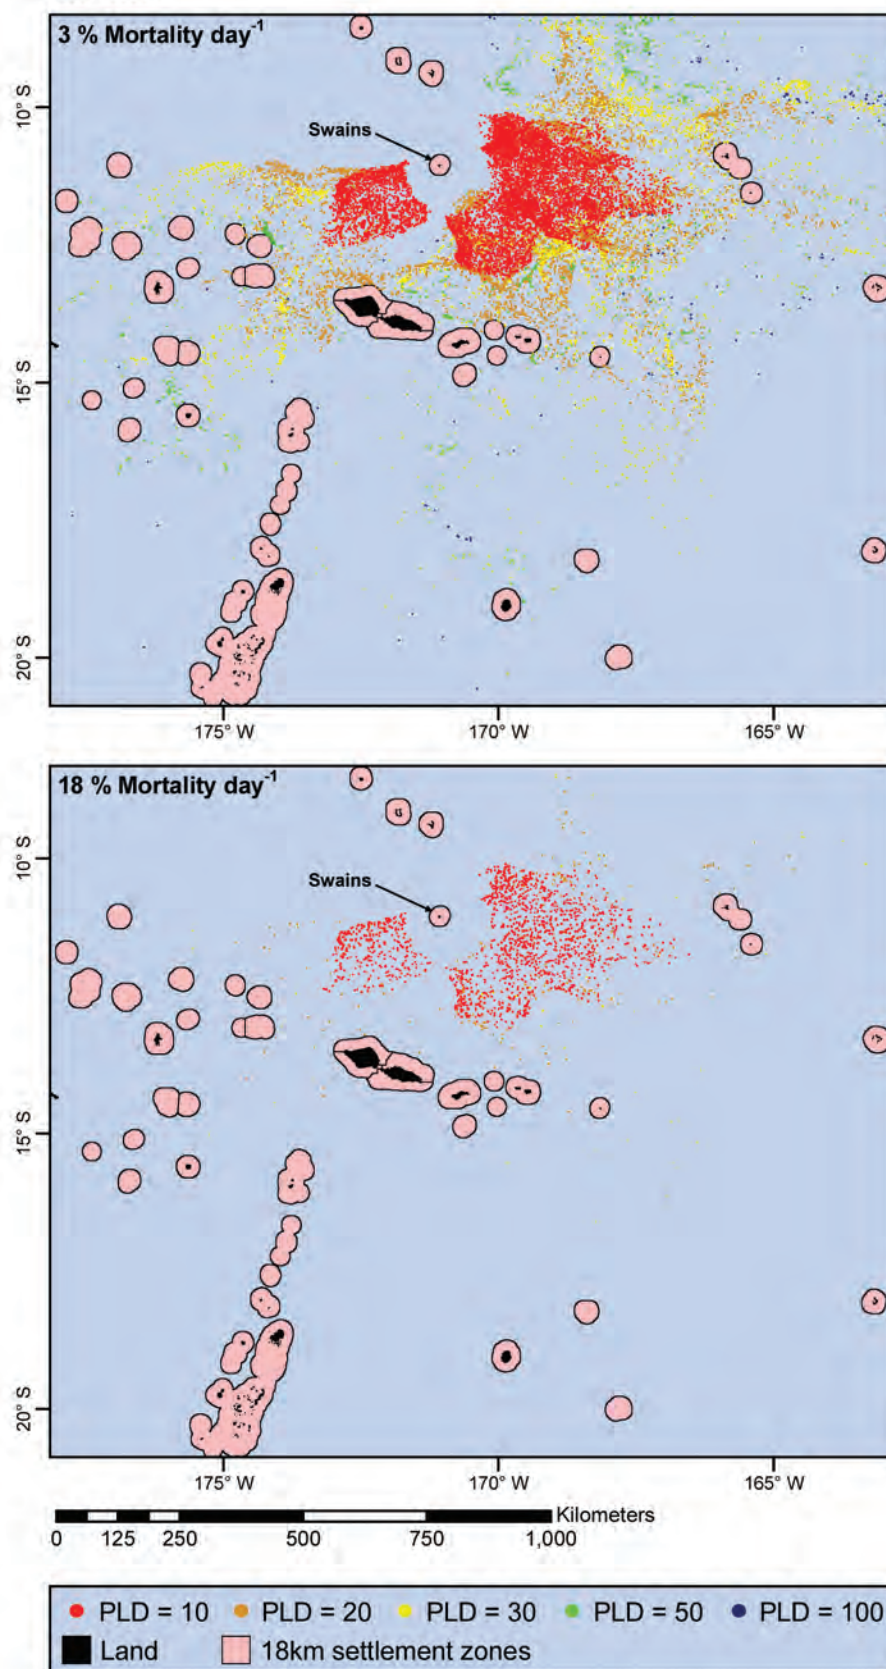 3 % Mortality day-1
10° S
Swains
15° S
20° S
175° W 170° W 165° W
18 % Mortality day-1
10° S
Swains
15° S
20° S
175° W 170° W 165° W
Kilometers
0 125 250 500 750 1,000
PLD = 10 PLD = 20 PLD = 30 PLD = 50 PLD = 100
Land 18km settlement zones